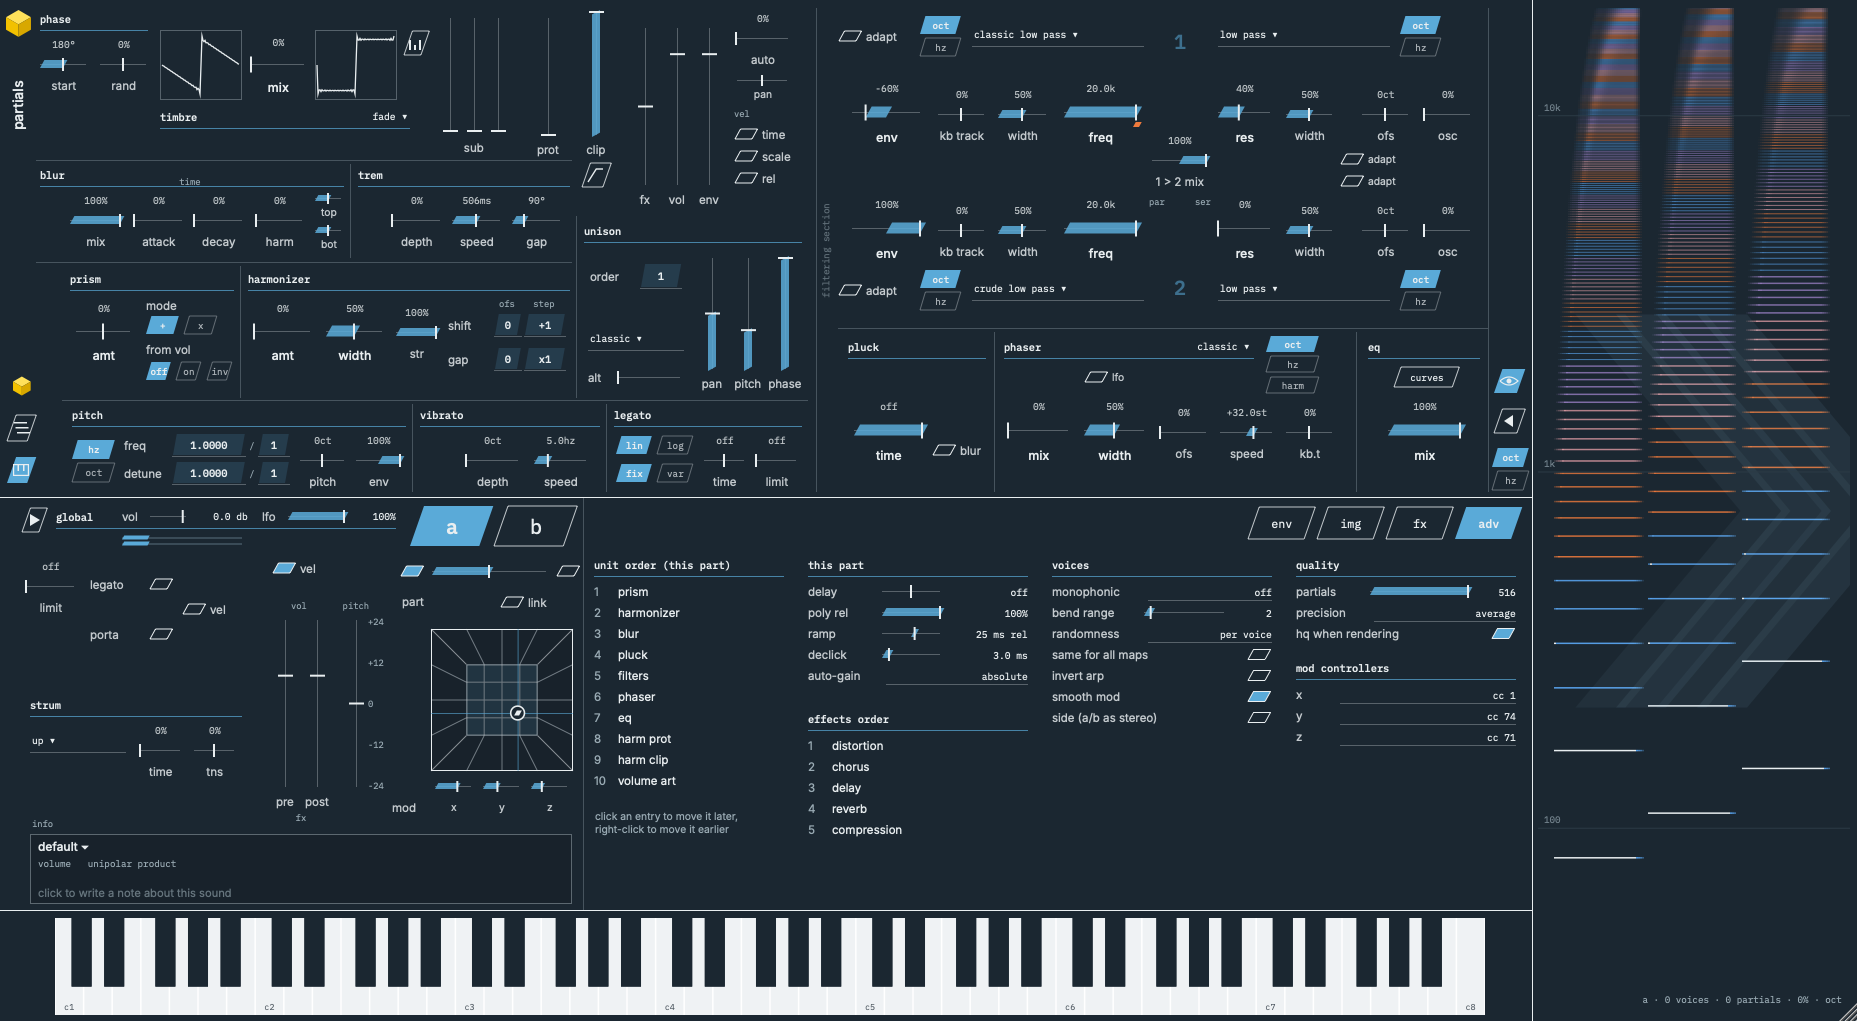 phase
180° 0%
start rand
partials
0%
mix
timbre fade ▾
sub prot clip
0%
auto
pan
vel
time
scale
rel
fx vol env
blur
time
100% 0% 0% 0%
mix attack decay harm
top
bot
trem
0% 506ms 90°
depth speed gap
prism
0%
amt
mode
+ x
from vol
off on inv
harmonizer
0% 50% 100%
amt width str
ofs step
shift 0 +1
gap 0 x1
unison
order 1
classic ▾
alt
pan pitch phase
pitch
hz freq 1.0000 / 1
oct detune 1.0000 / 1
0ct 100%
pitch env
vibrato
0ct 5.0hz
depth speed
legato
lin log
fix var
off off
time limit
filtering section
adapt oct hz classic low pass ▾ 1 low pass ▾ oct hz
-60% 0% 50% 20.0k 40% 50% 0ct 0%
env kb track width freq res width ofs osc
100%
1 > 2 mix
par ser
adapt
adapt
100% 0% 50% 20.0k 0% 50% 0ct 0%
env kb track width freq res width ofs osc
adapt oct hz crude low pass ▾ 2 low pass ▾ oct hz
pluck
off
time
blur
phaser classic ▾ oct
hz
harm
lfo
0% 50% 0% +32.0st 0%
mix width ofs speed kb.t
eq
curves
100%
mix
oct
hz
global vol 0.0 db lfo 100%
a b
off
limit
legato
vel
porta
vel
part
link
vol pitch
+24
+12
0
-12
-24
pre post
fx
strum
up ▾
0% 0%
time tns
mod x y z
info
default ▾
volume unipolar product
click to write a note about this sound
env img fx adv
unit order (this part)
1 prism
2 harmonizer
3 blur
4 pluck
5 filters
6 phaser
7 eq
8 harm prot
9 harm clip
10 volume art
click an entry to move it later,
right-click to move it earlier
this part
delay off
poly rel 100%
ramp 25 ms rel
declick 3.0 ms
auto-gain absolute
effects order
1 distortion
2 chorus
3 delay
4 reverb
5 compression
voices
monophonic off
bend range 2
randomness per voice
same for all maps
invert arp
smooth mod
side (a/b as stereo)
quality
partials 516
precision average
hq when rendering
mod controllers
x cc 1
y cc 74
z cc 71
c1 c2 c3 c4 c5 c6 c7 c8
10k
1k
100
a · 0 voices · 0 partials · 0% · oct